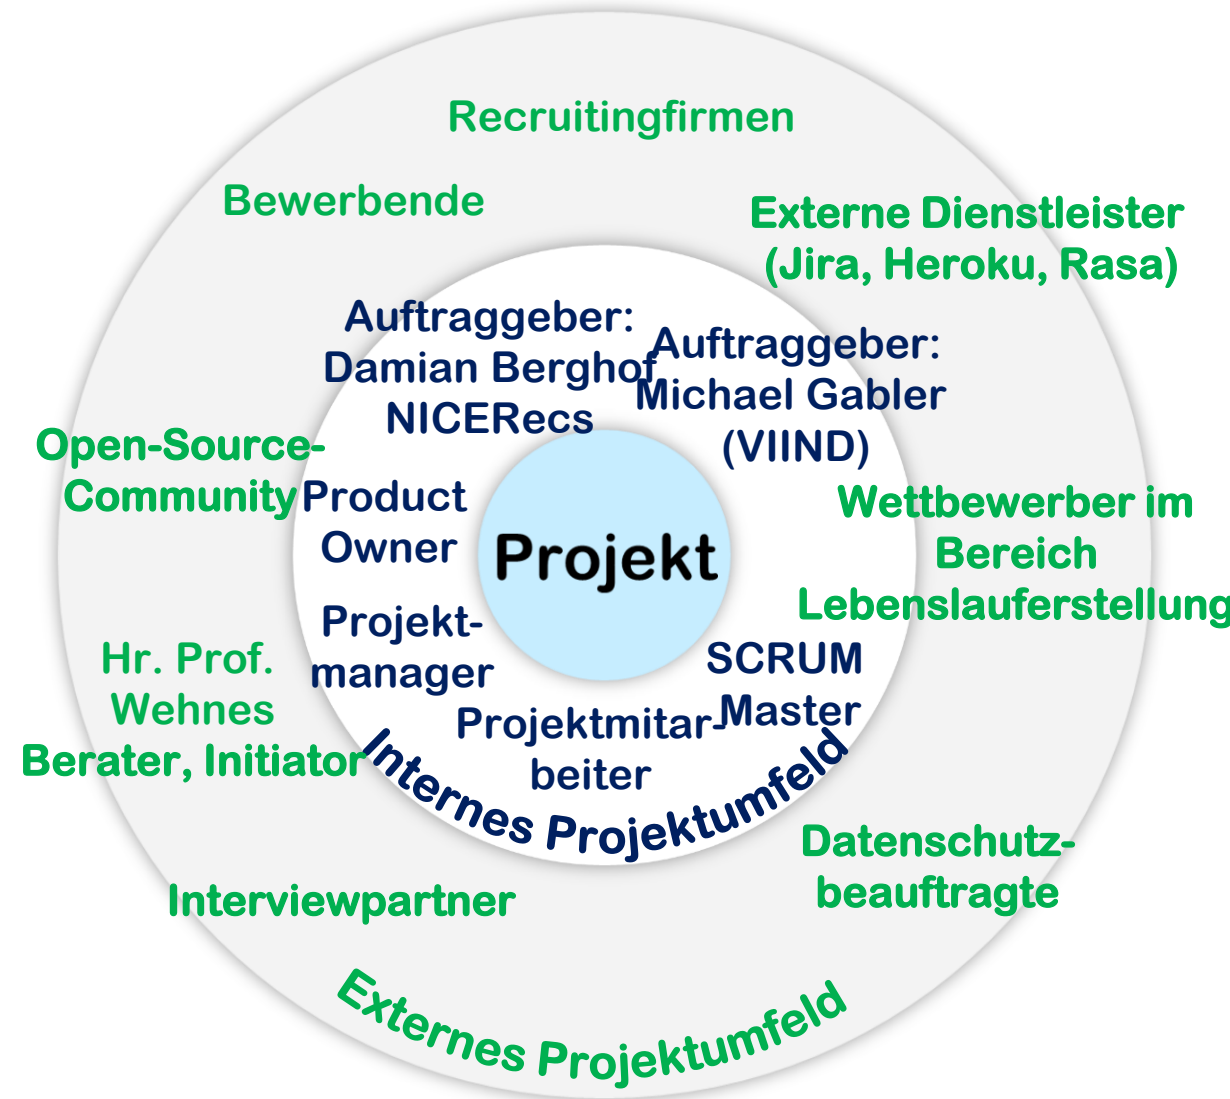 Recruitingfirmen
Bewerbende
Externe Dienstleister
(Jira, Heroku, Rasa)
Auftraggeber:
Damian Berghof
NICERecs
Auftraggeber:
Michael Gabler
(VIIND)
Open-Source-
Community
Product
Owner
Projekt
Wettbewerber im
Bereich
Lebenslauferstellung
Projekt-
manager
Hr. Prof.
Wehnes
Berater, Initiator
SCRUM
Master
Projektmitar-
beiter
Internes Projektumfeld
Datenschutz-
beauftragte
Interviewpartner
Externes Projektumfeld